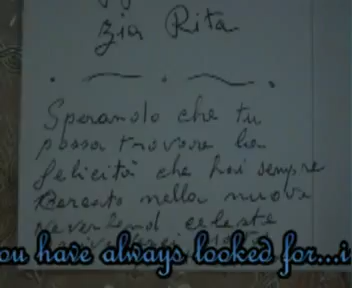 zia Rita
Sperando che tu
possa trovare la
felicità che hai sempre
cercato nella nuova
celeste
ou have always looked for...i